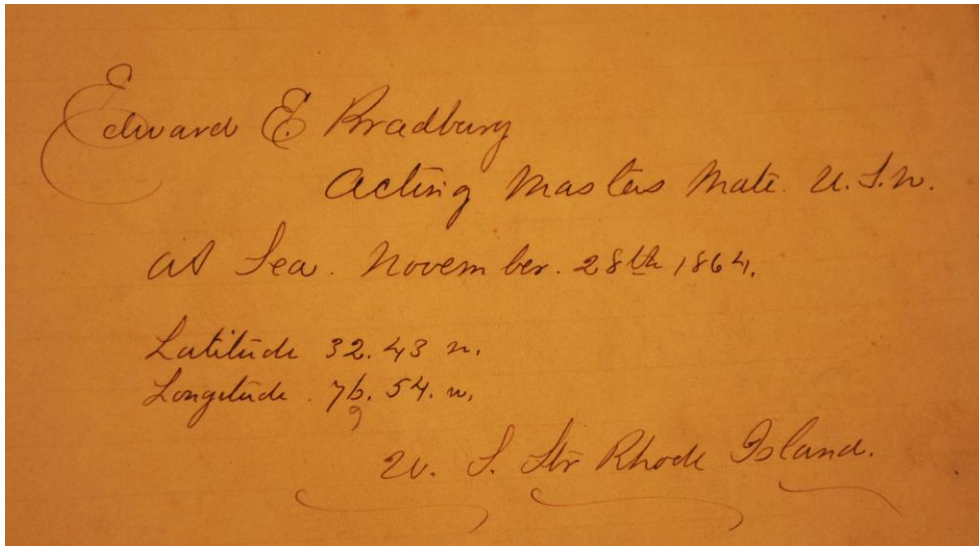 Edward E. Bradbury
Acting Masters Mate. U.S.N.
at Sea. November. 28th 1864.
Latitude 32.43 n.
Longitude. 76.54. w.
U. S. Str Rhode Island.